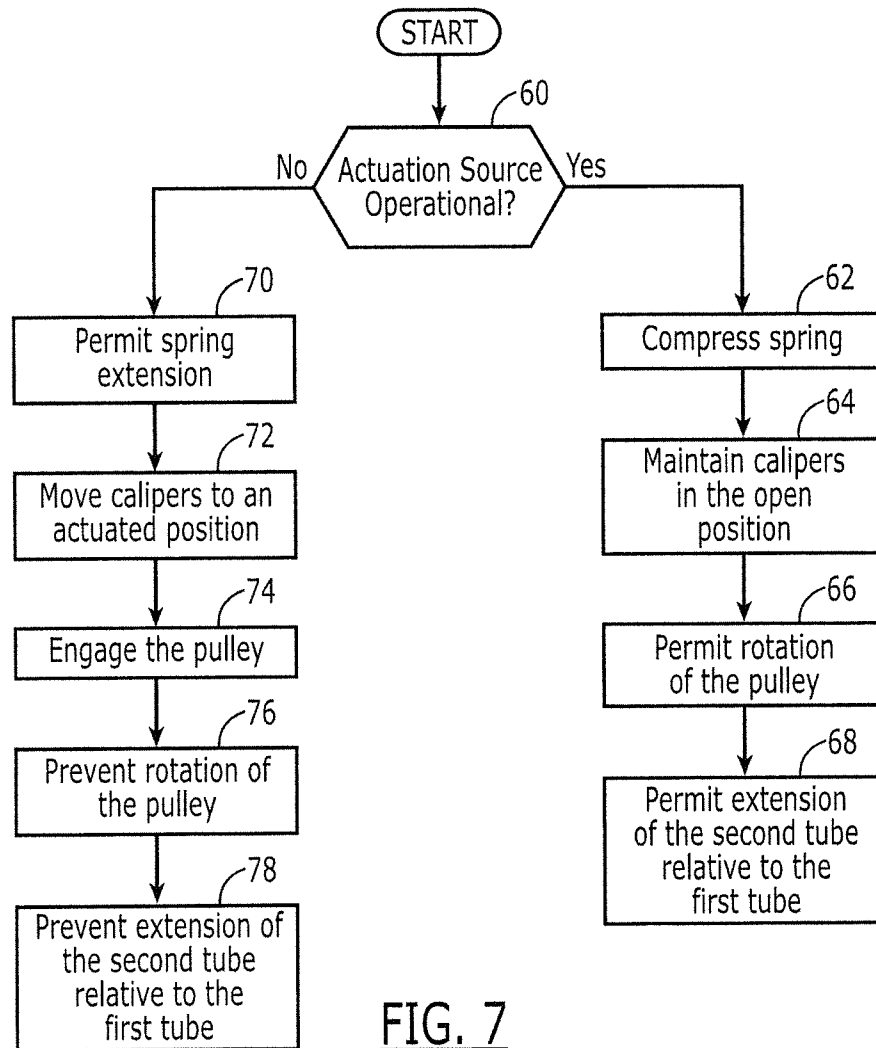 START
60
Actuation Source
Operational?
No
Yes
70
Permit spring
extension
72
Move calipers to an
actuated position
74
Engage the pulley
76
Prevent rotation of
the pulley
78
Prevent extension of
the second tube
relative to the
first tube
62
Compress spring
64
Maintain calipers
in the open
position
66
Permit rotation
of the pulley
68
Permit extension
of the second tube
relative to the
first tube
FIG. 7